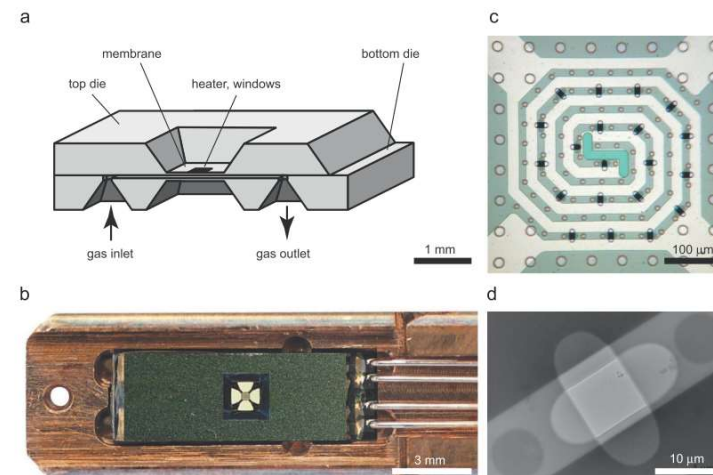 a
membrane
bottom die
top die
heater, windows
gas inlet
gas outlet
1 mm
b
3 mm
c
100 µm
d
10 µm